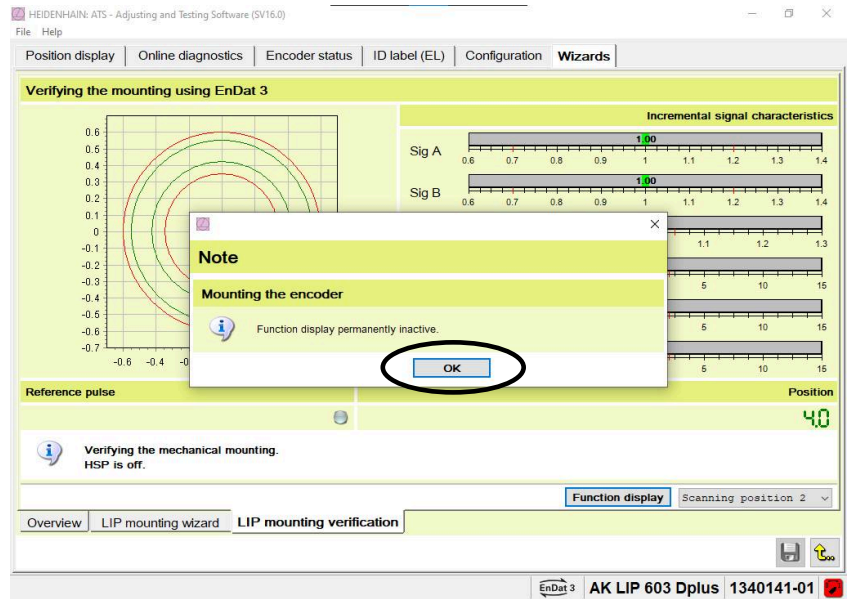 HEIDENHAIN: ATS - Adjusting and Testing Software (SV16.0)
File Help
Position display Online diagnostics Encoder status ID label (EL) Configuration Wizards
Verifying the mounting using EnDat 3
Incremental signal characteristics
0.6
0.5
0.4
0.3
0.2
0.1
0
-0.1
-0.2
-0.3
-0.4
-0.5
-0.6
-0.7
-0.6 -0.4 -0
Sig A
1.00
0.6 0.7 0.8 0.9 1 1.1 1.2 1.3 1.4
Sig B
1.00
0.6 0.7 0.8 0.9 1 1.1 1.2 1.3 1.4
1.1 1.2 1.3
5 10 15
5 10 15
5 10 15
Note
Mounting the encoder
Function display permanently inactive.
OK
Reference pulse
Position
4.0
Verifying the mechanical mounting.
HSP is off.
Function display Scanning position 2
Overview LIP mounting wizard LIP mounting verification
EnDat 3 AK LIP 603 Dplus 1340141-01